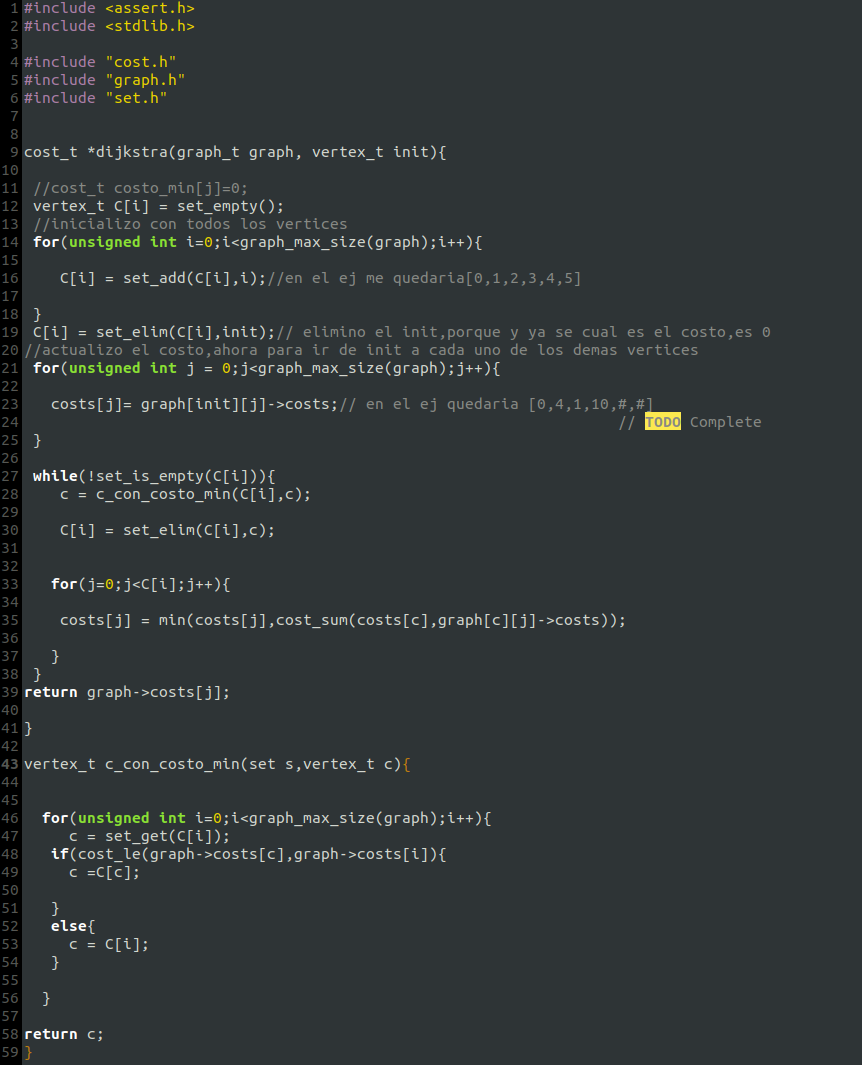 1 #include <assert.h>
2 #include <stdlib.h>
3
4 #include "cost.h"
5 #include "graph.h"
6 #include "set.h"
7
8
9 cost_t *dijkstra(graph_t graph, vertex_t init){
10
11  //cost_t costo_min[j]=0;
12  vertex_t C[i] = set_empty();
13  //inicializo con todos los vertices
14  for(unsigned int i=0;i<graph_max_size(graph);i++){
15
16     C[i] = set_add(C[i],i);//en el ej me quedaria[0,1,2,3,4,5]
17
18  }
19  C[i] = set_elim(C[i],init);// elimino el init,porque y ya se cual es el costo,es 0
20 //actualizo el costo,ahora para ir de init a cada uno de los demas vertices
21  for(unsigned int j = 0;j<graph_max_size(graph);j++){
22
23    costs[j]= graph[init][j]->costs;// en el ej quedaria [0,4,1,10,#,#]
24                                                                   // TODO Complete
25  }
26
27  while(!set_is_empty(C[i])){
28     c = c_con_costo_min(C[i],c);
29
30     C[i] = set_elim(C[i],c);
31
32
33    for(j=0;j<C[i];j++){
34
35     costs[j] = min(costs[j],cost_sum(costs[c],graph[c][j]->costs));
36
37    }
38  }
39 return graph->costs[j];
40
41 }
42
43 vertex_t c_con_costo_min(set s,vertex_t c){
44
45
46   for(unsigned int i=0;i<graph_max_size(graph);i++){
47      c = set_get(C[i]);
48    if(cost_le(graph->costs[c],graph->costs[i]){
49      c =C[c];
50
51    }
52    else{
53      c = C[i];
54    }
55
56   }
57
58 return c;
59 }